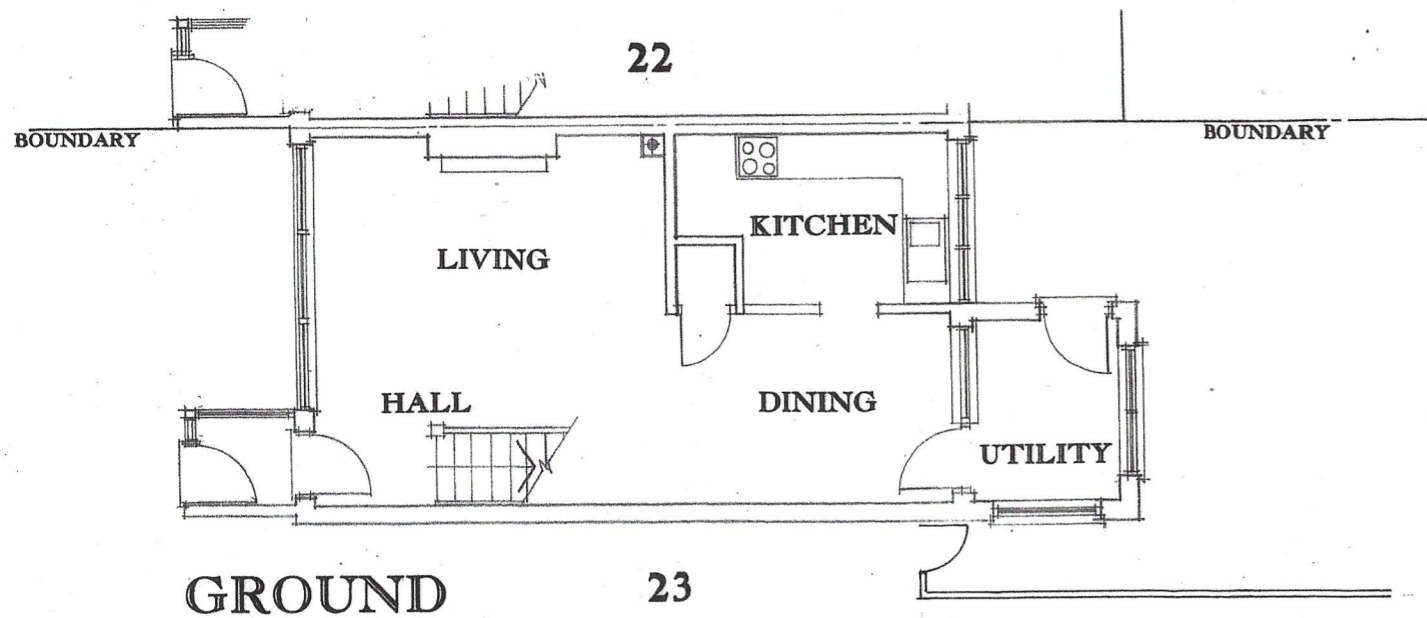 22
BOUNDARY
BOUNDARY
KITCHEN
LIVING
HALL
DINING
UTILITY
GROUND
23